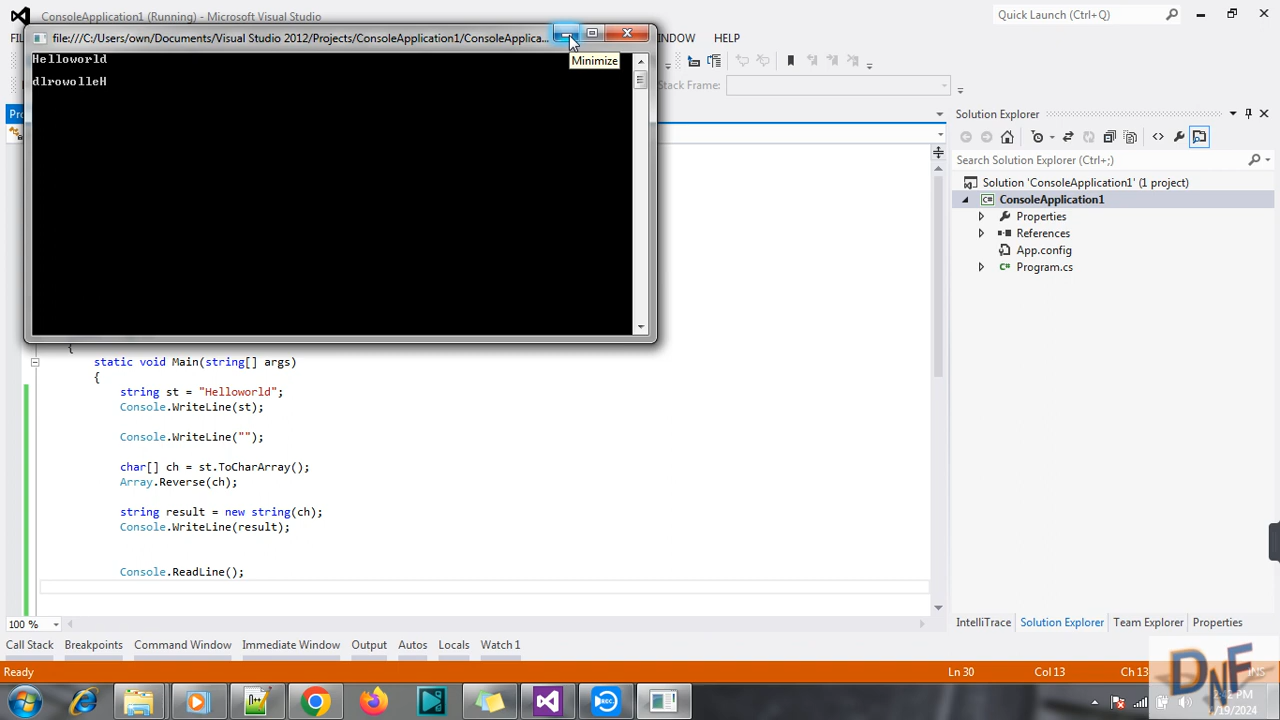 ConsoleApplication1 (Running) - Microsoft Visual Studio
Quick Launch (Ctrl+Q)
file:///C:/Users/own/Documents/Visual Studio 2012/Projects/ConsoleApplication1/ConsoleApplica...
WINDOW HELP
Minimize
Helloworld
dlrowolleH
Stack Frame:
Solution Explorer
Search Solution Explorer (Ctrl+;)
Solution 'ConsoleApplication1' (1 project)
ConsoleApplication1
Properties
References
App.config
C# Program.cs
{
static void Main(string[] args)
{
string st = "Helloworld";
Console.WriteLine(st);
Console.WriteLine("");
char[] ch = st.ToCharArray();
Array.Reverse(ch);
string result = new string(ch);
Console.WriteLine(result);
Console.ReadLine();
100 %
IntelliTrace Solution Explorer Team Explorer Properties
Call Stack Breakpoints Command Window Immediate Window Output Locals Autos Watch 1
Ready Ln 30 Col 13 Ch 13 INS
DNF
REC.